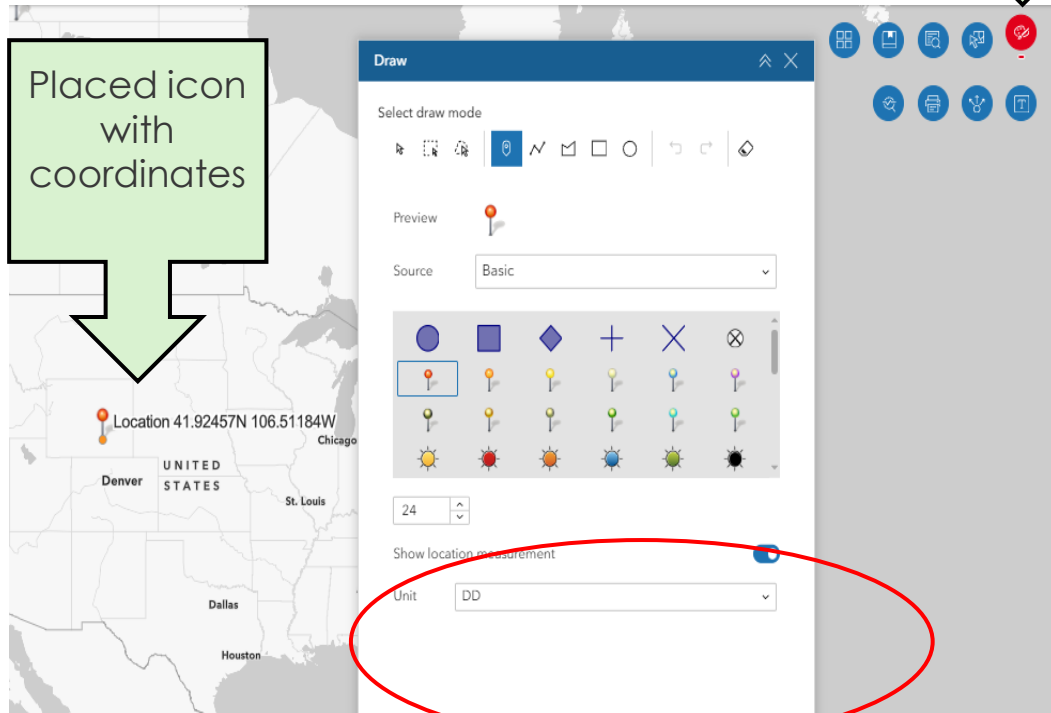 Placed icon
with
coordinates
Draw
Select draw mode
Preview
Source Basic
24
Show location measurement
Unit DD
Location 41.92457N 106.51184W
Chicago
UNITED
STATES
Denver
St. Louis
Dallas
Houston
T